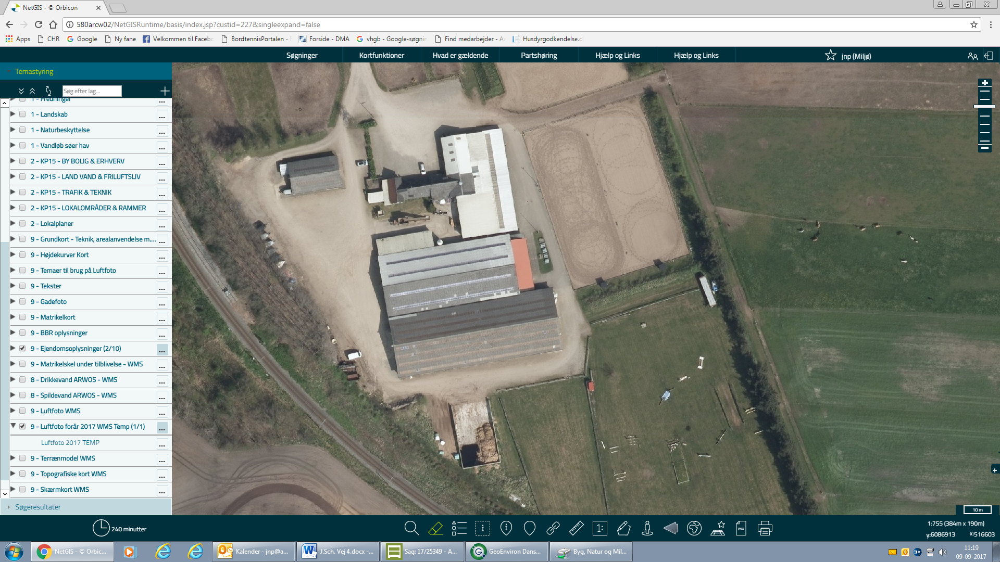 NetGIS - © Orbicon
580arcw02/NetGISRuntime/basis/index.jsp?custid=227&singleexpand=false
Apps CHR Google Ny fane Velkommen til Facebo BordtennisPortalen - Forside - DMA vhgb - Google-søgnin Find medarbejder - Husdyrgodkendelse.d
Søgninger Kortfunktioner Hvad er gældende Partshøring Hjælp og Links Hjælp og Links jnp (Miljø)
Temastyring
Søg efter lag...
1 - Fredninger ...
1 - Landskab ...
1 - Naturbeskyttelse ...
1 - Vandløb søer hav ...
2 - KP15 - BY BOLIG & ERHVERV ...
2 - KP15 - LAND VAND & FRILUFTSLIV ...
2 - KP15 - TRAFIK & TEKNIK ...
2 - KP15 - LOKALOMRÅDER & RAMMER ...
2 - Lokalplaner ...
9 - Grundkort - Teknik, arealanvendelse m.... ...
9 - Højdekurver Kort ...
9 - Temaer til brug på Luftfoto ...
9 - Tekster ...
9 - Gadefoto ...
9 - Matrikelkort ...
9 - BBR oplysninger ...
9 - Ejendomsoplysninger (2/10) ...
9 - Matrikelskel under tilblivelse - WMS ...
8 - Drikkevand ARWOS - WMS ...
8 - Spildevand ARWOS - WMS ...
9 - Luftfoto WMS ...
9 - Luftfoto forår 2017 WMS Temp (1/1) ...
Luftfoto 2017 TEMP ...
9 - Terrænmodel WMS ...
9 - Topografiske kort WMS ...
9 - Skærmkort WMS ...
Søgeresultater
10 m
240 minutter
1:
PNG
1:755 (384m x 190m)
y:6086913 x:516603
NetGIS - © Orbic... Kalender - jnp@a... J.Sch. Vej 4.docx -... Sag: 17/25349 - A... GeoEnviron Dans... Byg, Natur og Mil...
11:19
09-09-2017